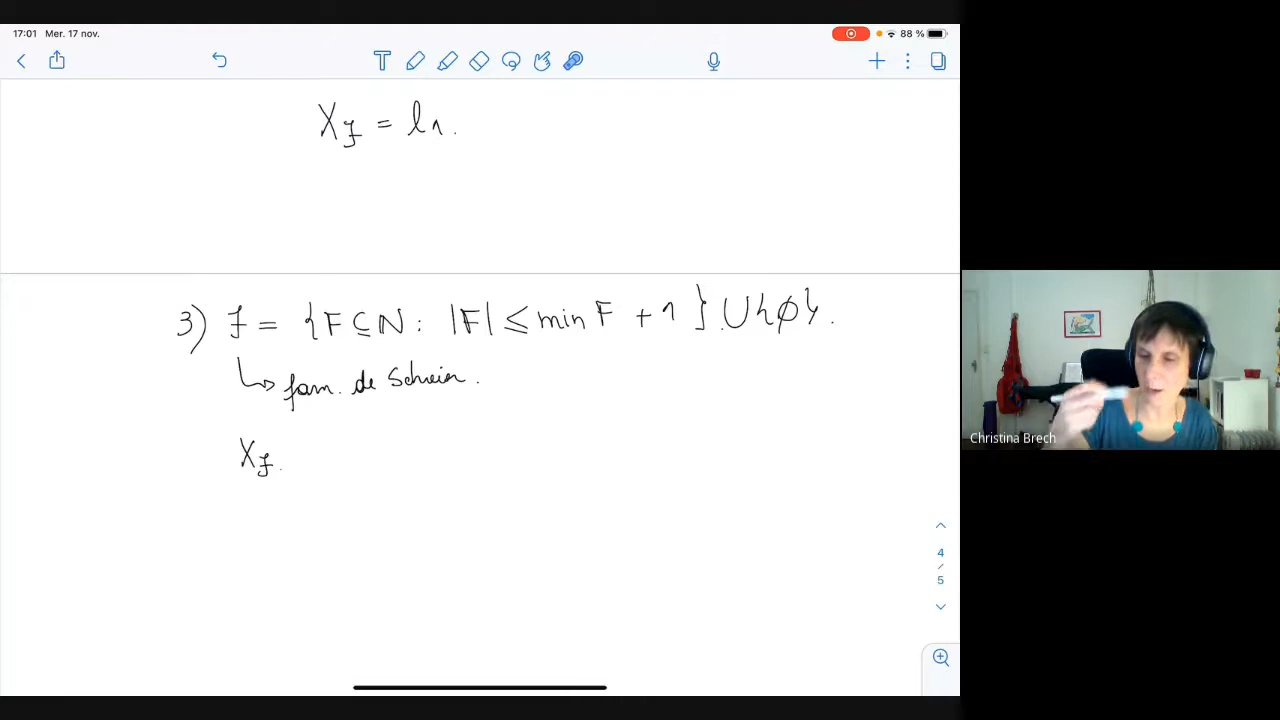 17:01 Mer. 17 nov.
88 %
X_F = l1.
3) F = {F ⊆ N : |F| ≤ min F + 1} ∪ {∅}.
↳ fam. de Schreier.
X_F.
Christina Brech
4
/
5